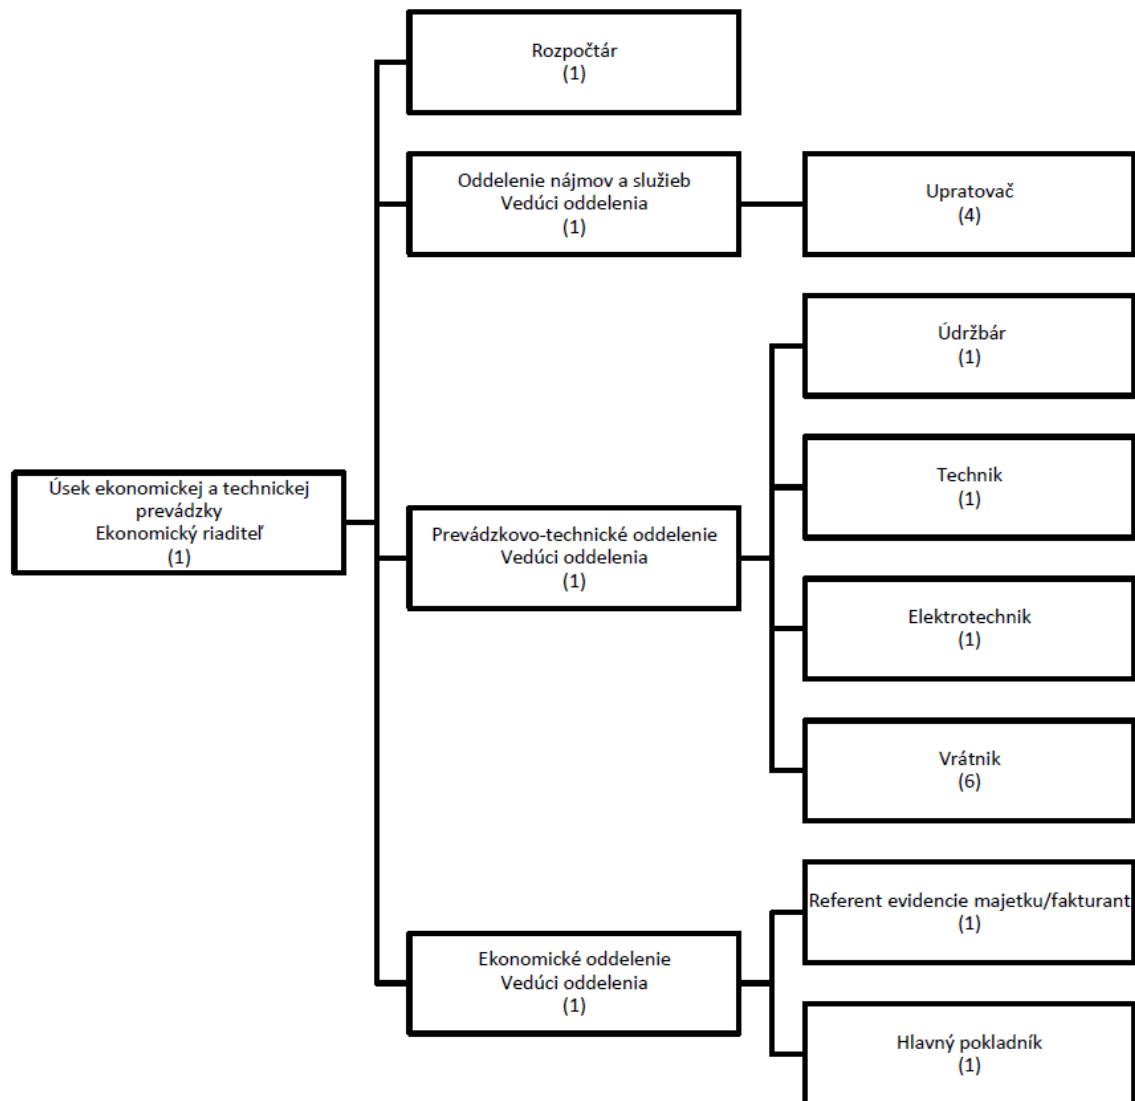 Rozpočtár
(1)
Oddelenie nájmov a služieb
Vedúci oddelenia
(1)
Upratovač
(4)
Údržbár
(1)
Technik
(1)
Úsek ekonomickej a technickej
prevádzky
Ekonomický riaditeľ
(1)
Prevádzkovo-technické oddelenie
Vedúci oddelenia
(1)
Elektrotechnik
(1)
Vrátnik
(6)
Referent evidencie majetku/fakturant
(1)
Ekonomické oddelenie
Vedúci oddelenia
(1)
Hlavný pokladník
(1)